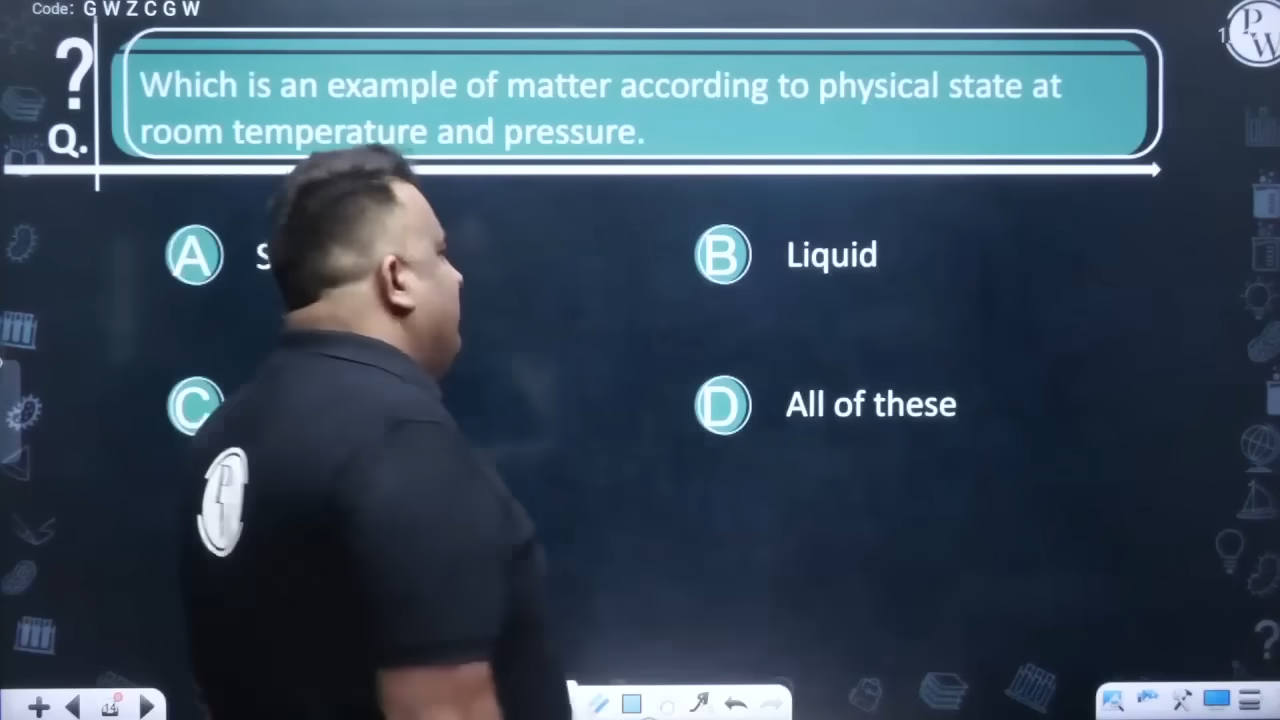 Code: G W Z C G W
?
Q.
Which is an example of matter according to physical state at
room temperature and pressure.
A
B Liquid
C
D All of these
P
W
14